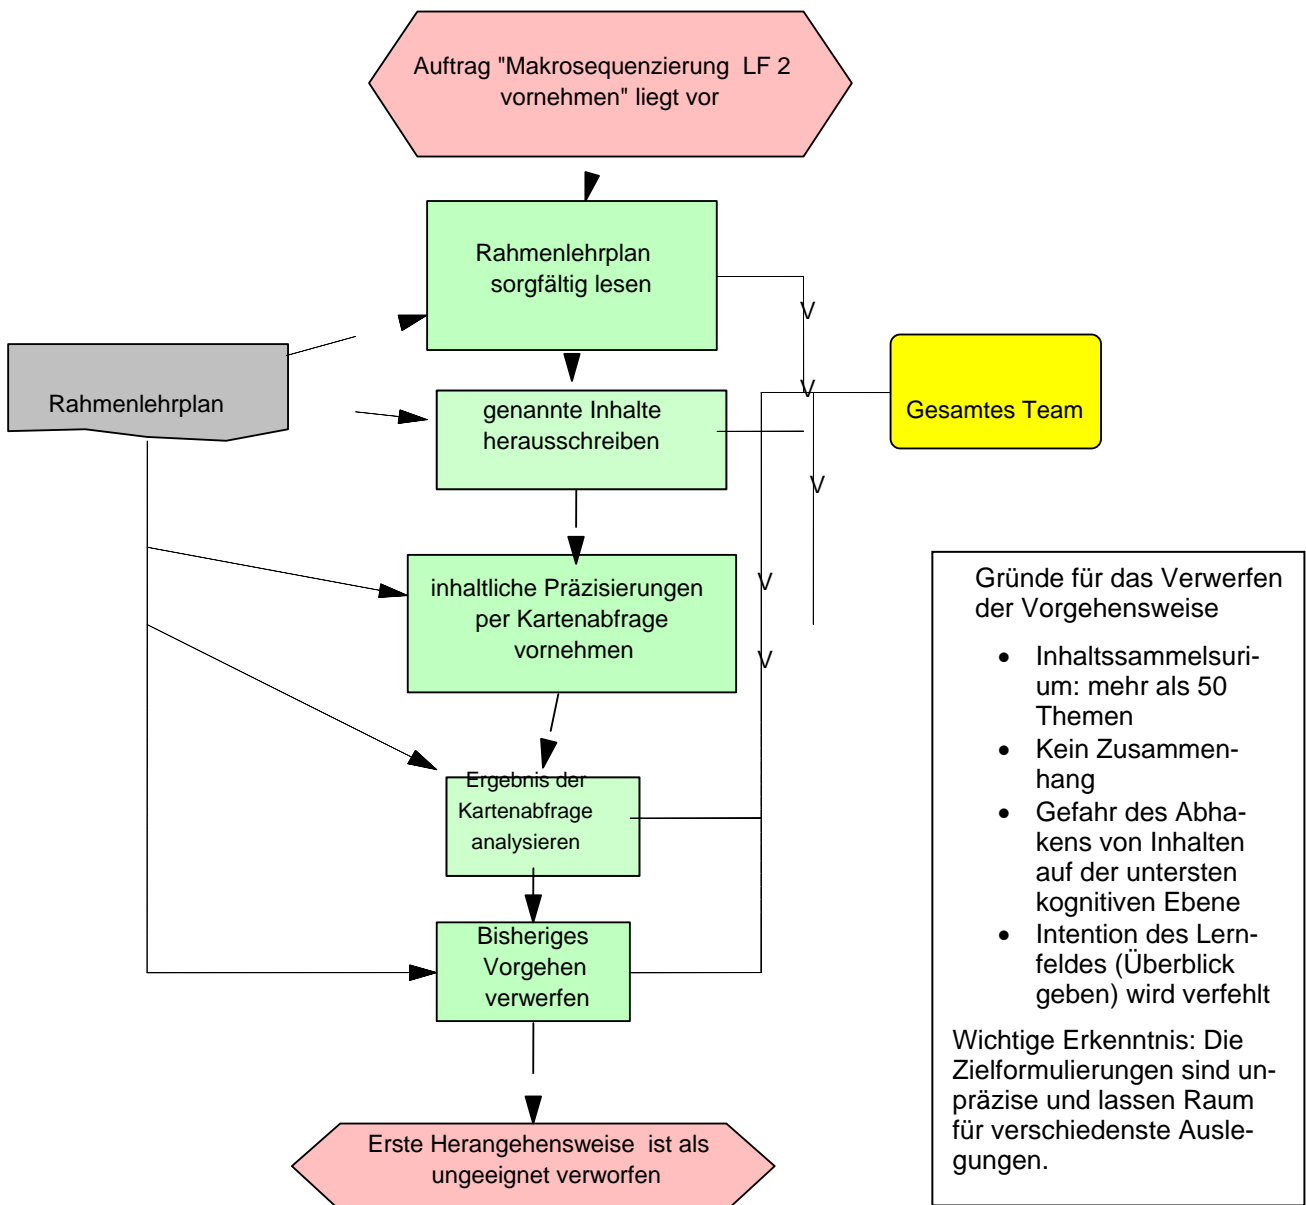 Auftrag "Makrosequenzierung LF 2
vornehmen" liegt vor
Rahmenlehrplan
sorgfältig lesen
V
Rahmenlehrplan
V
genannte Inhalte
herausschreiben
Gesamtes Team
V
inhaltliche Präzisierungen
per Kartenabfrage
vornehmen
V
V
Ergebnis der
Kartenabfrage
analysieren
Bisheriges
Vorgehen
verwerfen
Erste Herangehensweise ist als
ungeeignet verworfen
Gründe für das Verwerfen
der Vorgehensweise
• Inhaltssammelsuri-
um: mehr als 50
Themen
• Kein Zusammen-
hang
• Gefahr des Abha-
kens von Inhalten
auf der untersten
kognitiven Ebene
• Intention des Lern-
feldes (Überblick
geben) wird verfehlt
Wichtige Erkenntnis: Die
Zielformulierungen sind un-
präzise und lassen Raum
für verschiedenste Ausle-
gungen.